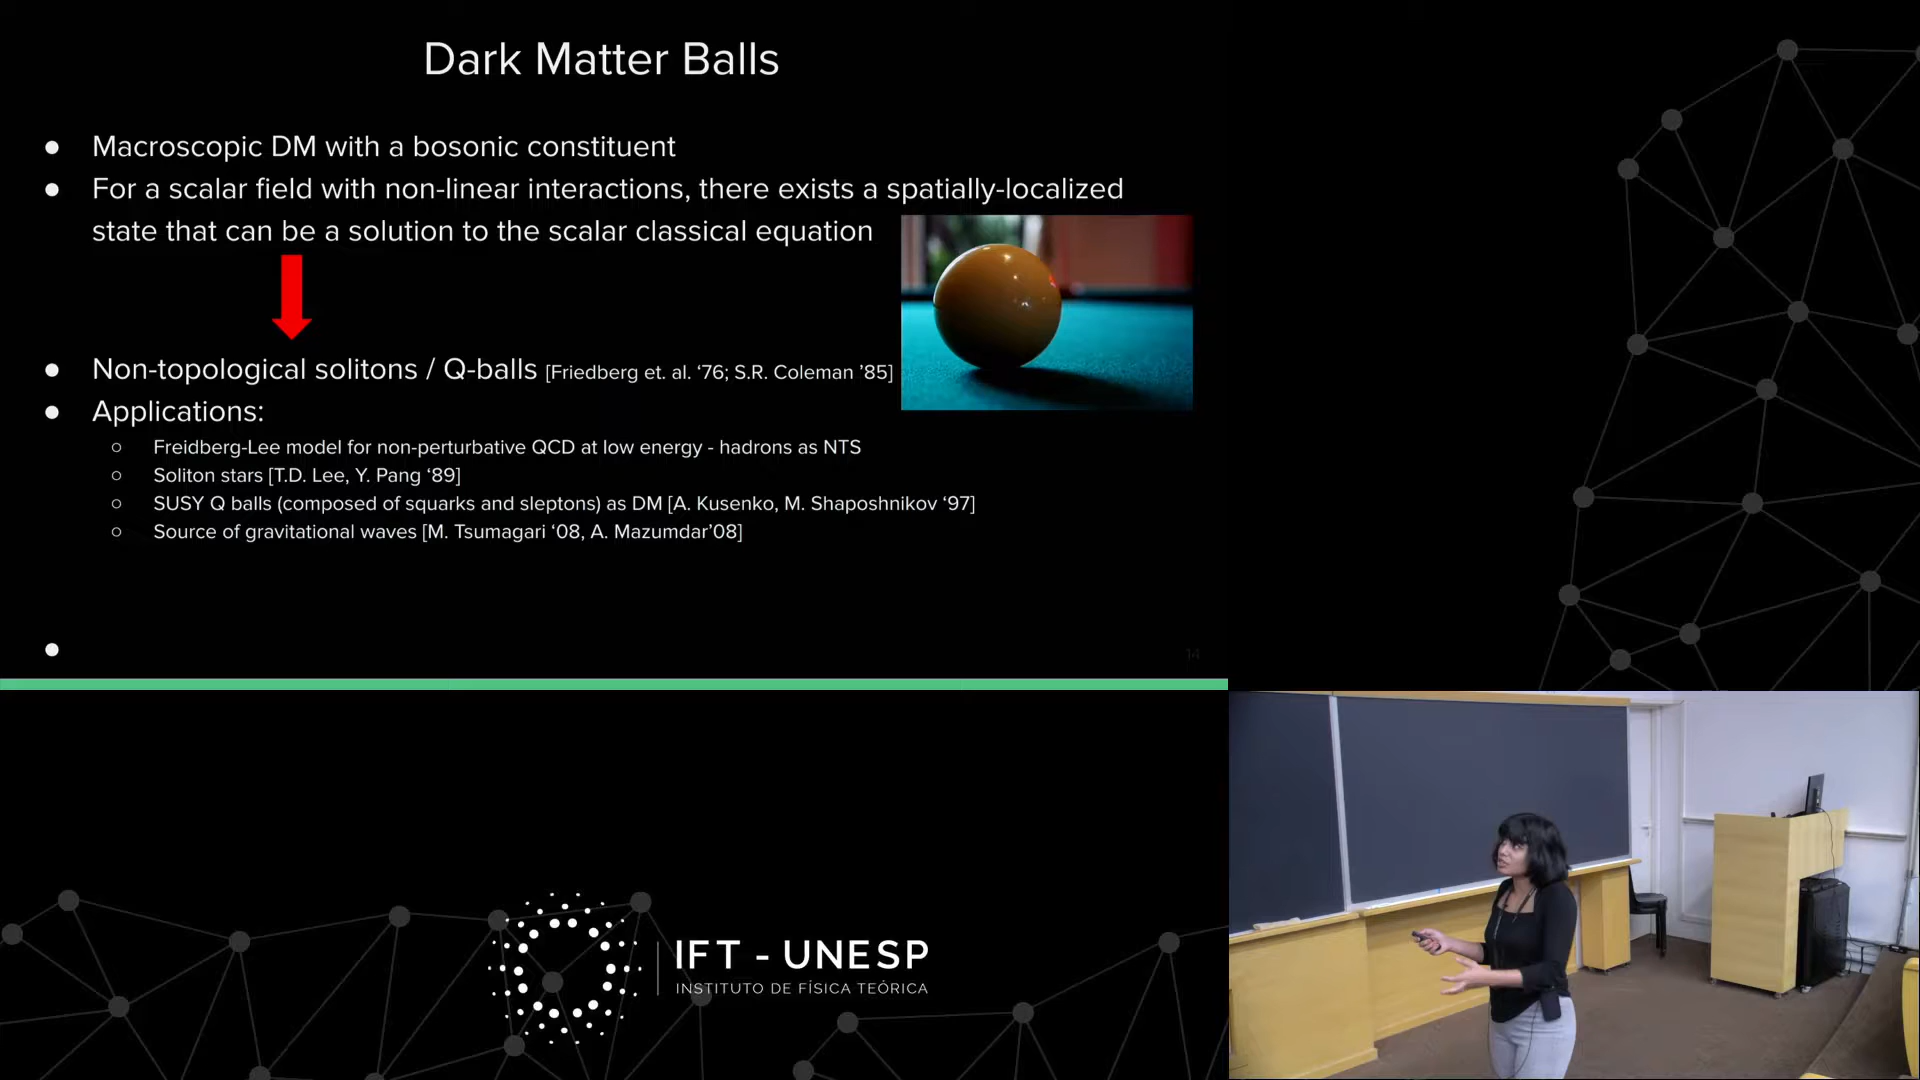 Dark Matter Balls
● Macroscopic DM with a bosonic constituent
● For a scalar field with non-linear interactions, there exists a spatially-localized
state that can be a solution to the scalar classical equation
● Non-topological solitons / Q-balls [Friedberg et. al. ‘76; S.R. Coleman ’85]
● Applications:
○ Freidberg-Lee model for non-perturbative QCD at low energy - hadrons as NTS
○ Soliton stars [T.D. Lee, Y. Pang ‘89]
○ SUSY Q balls (composed of squarks and sleptons) as DM [A. Kusenko, M. Shaposhnikov ‘97]
○ Source of gravitational waves [M. Tsumagari ‘08, A. Mazumdar’08]
●
14
IFT - UNESP
INSTITUTO DE FÍSICA TEÓRICA